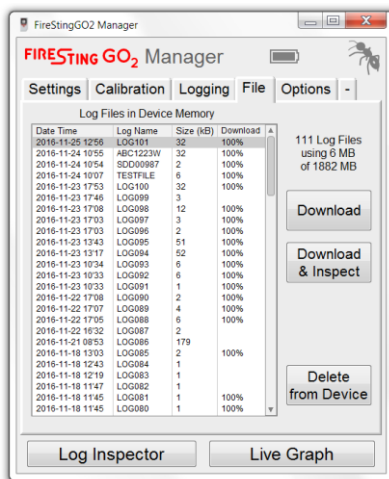 FireStingGO2 Manager
FIRESTING GO2 Manager
Settings Calibration Logging File Options -
Log Files in Device Memory
Date Time Log Name Size (kB) Download
2016-11-25 12:56 LOG101 32 100%
2016-11-24 10:55 ABC1223W 32 100%
2016-11-24 10:54 SDD00987 2 100%
2016-11-24 10:07 TESTFILE 6 100%
2016-11-23 17:53 LOG100 32 100%
2016-11-23 17:46 LOG099 3
2016-11-23 17:08 LOG098 12 100%
2016-11-23 17:03 LOG097 3 100%
2016-11-23 17:03 LOG096 2 100%
2016-11-23 13:43 LOG095 51 100%
2016-11-23 13:17 LOG094 52 100%
2016-11-23 10:34 LOG093 6 100%
2016-11-23 10:33 LOG092 6 100%
2016-11-23 10:33 LOG091 1 100%
2016-11-22 17:08 LOG090 2 100%
2016-11-22 17:07 LOG089 4 100%
2016-11-22 17:05 LOG088 6 100%
2016-11-22 16:32 LOG087 2
2016-11-21 08:53 LOG086 179
2016-11-18 13:03 LOG085 2 100%
2016-11-18 12:43 LOG084 1
2016-11-18 12:19 LOG083 1
2016-11-18 11:47 LOG082 1
2016-11-18 11:45 LOG081 1 100%
2016-11-18 11:45 LOG080 1 100%
111 Log Files
using 6 MB
of 1882 MB
Download
Download
& Inspect
Delete
from Device
Log Inspector Live Graph